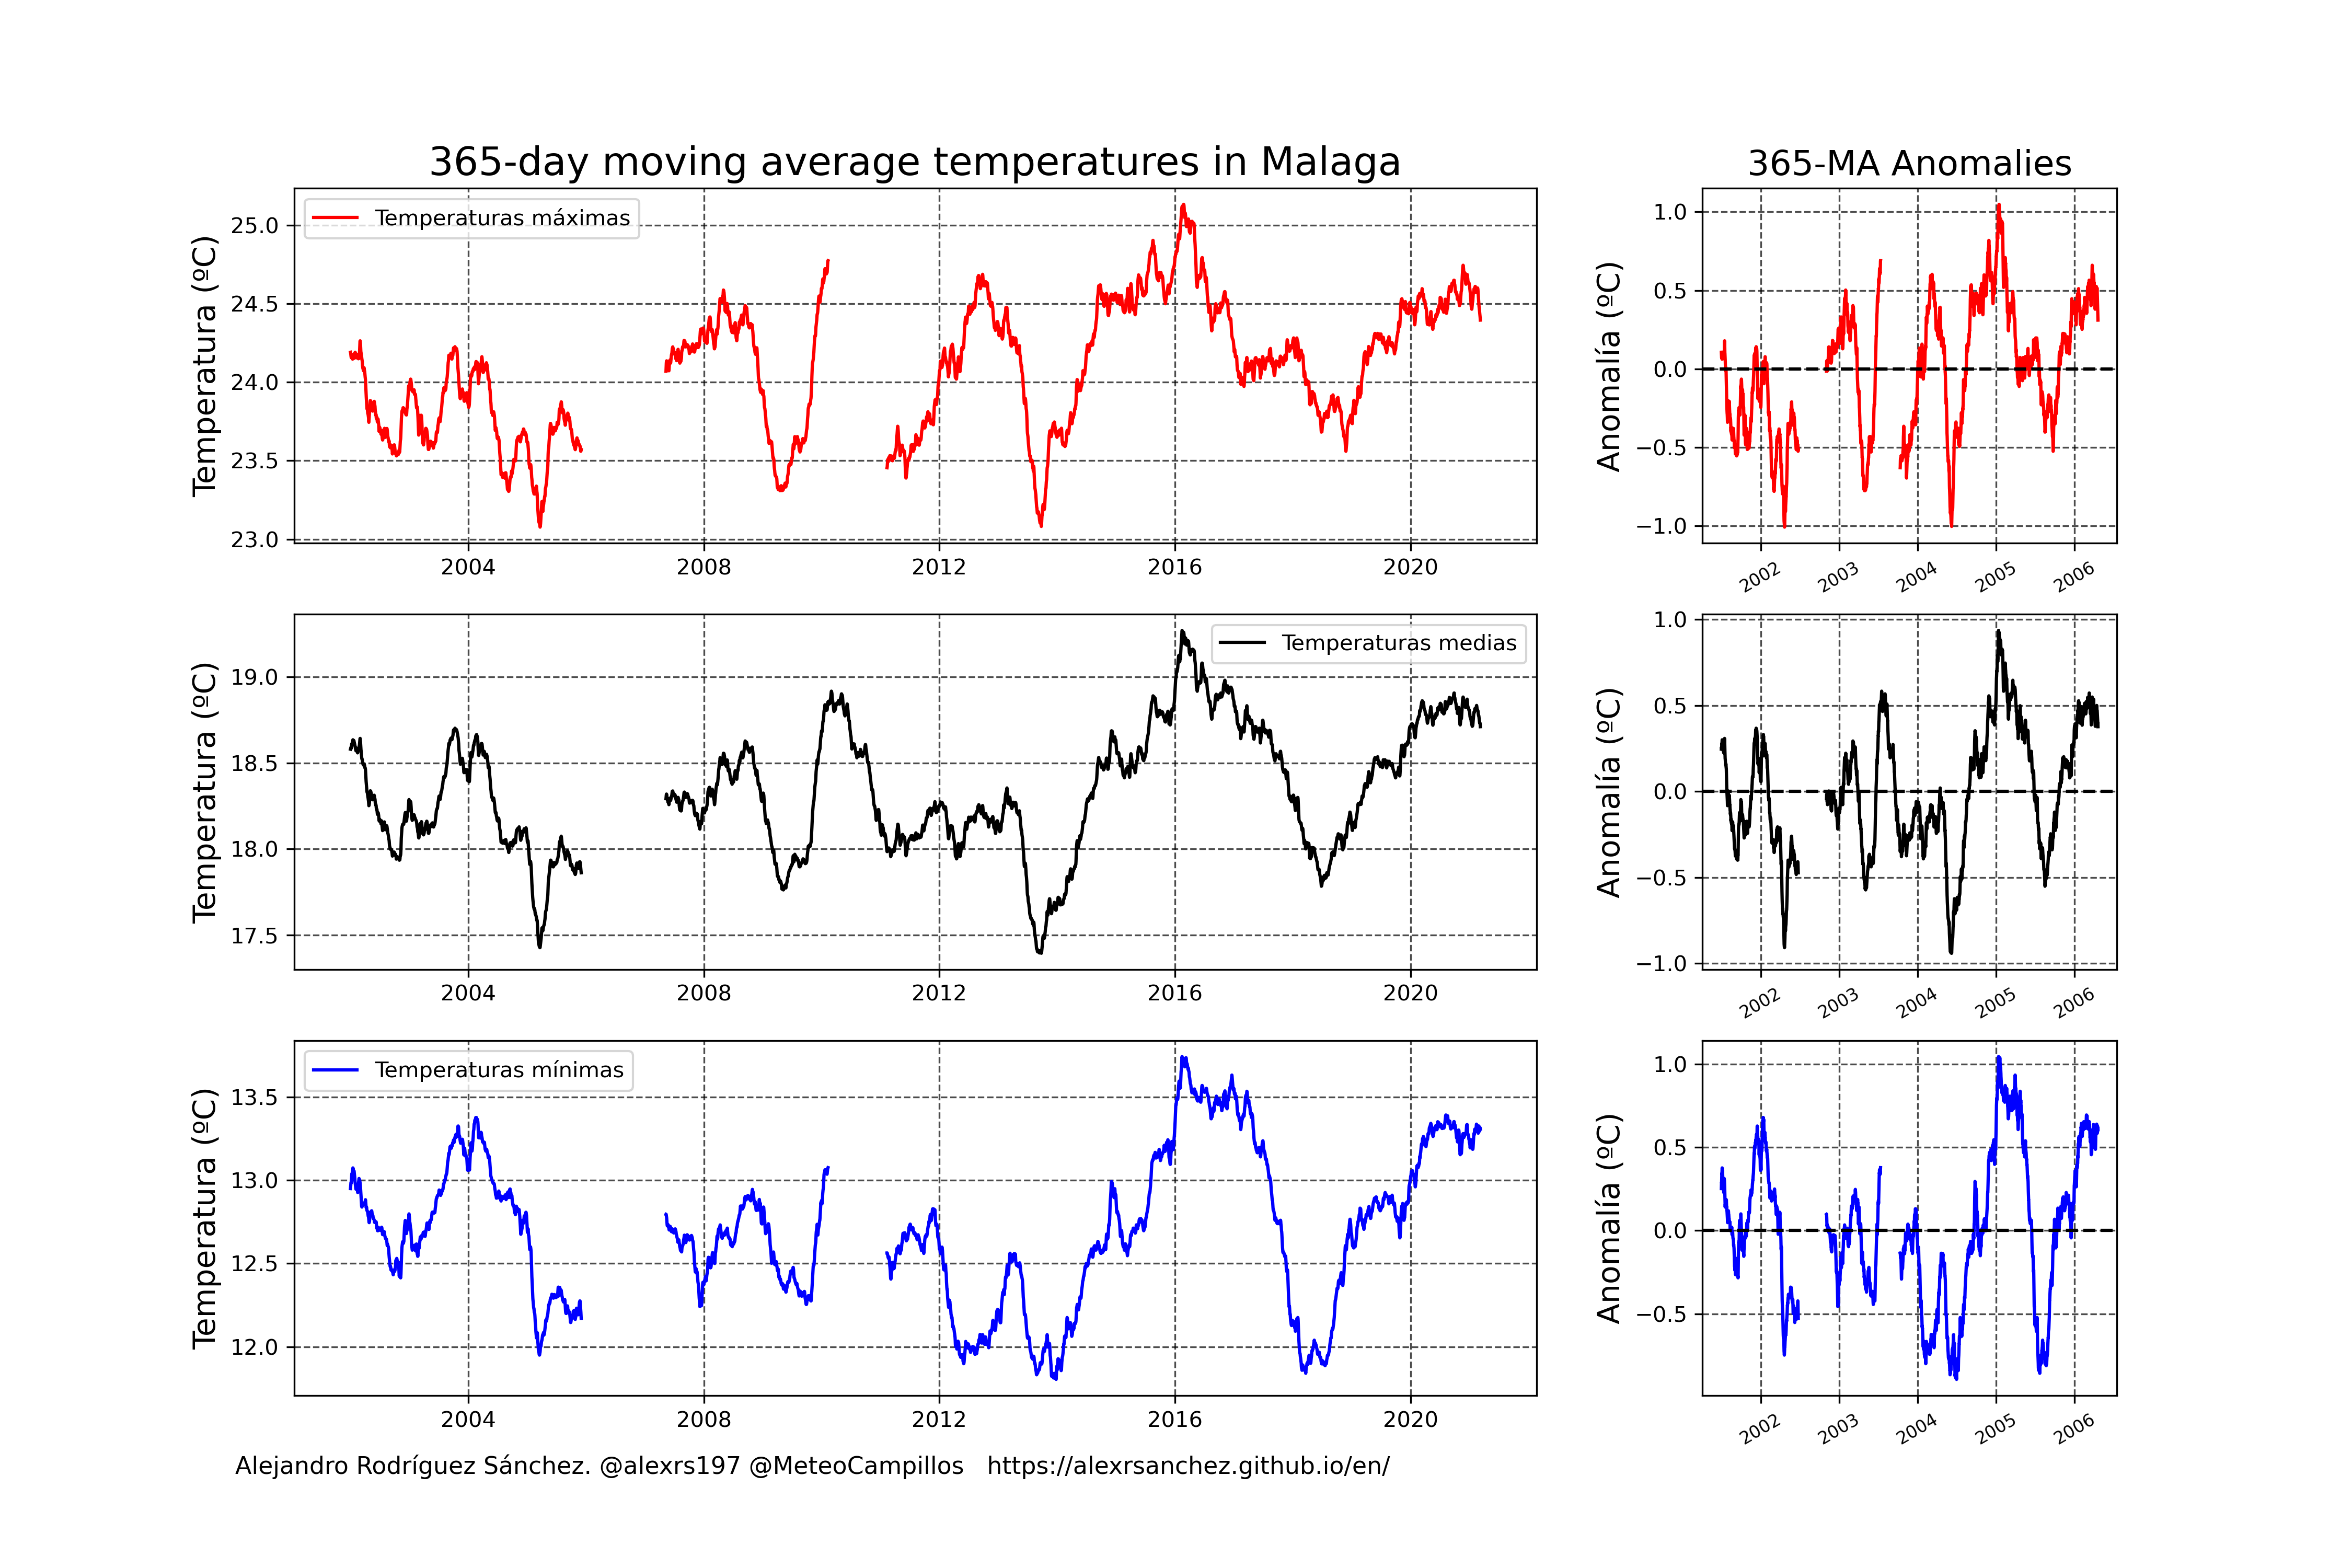 365-day moving average temperatures in Malaga
365-MA Anomalies
Temperatura (ºC)
25.0
24.5
24.0
23.5
23.0
Temperaturas máximas
2004 2008 2012 2016 2020
Anomalía (ºC)
1.0
0.5
0.0
−0.5
−1.0
2002 2003 2004 2005 2006
Temperatura (ºC)
19.0
18.5
18.0
17.5
Temperaturas medias
2004 2008 2012 2016 2020
Anomalía (ºC)
1.0
0.5
0.0
−0.5
−1.0
2002 2003 2004 2005 2006
Temperatura (ºC)
13.5
13.0
12.5
12.0
Temperaturas mínimas
2004 2008 2012 2016 2020
Anomalía (ºC)
1.0
0.5
0.0
−0.5
2002 2003 2004 2005 2006
Alejandro Rodríguez Sánchez. @alexrs197 @MeteoCampillos https://alexrsanchez.github.io/en/